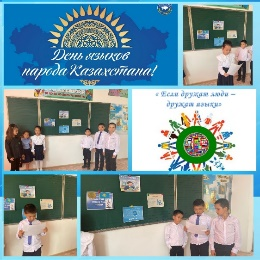 День языков
народа Казахстана!
« Если дружат люди –
дружат языки»